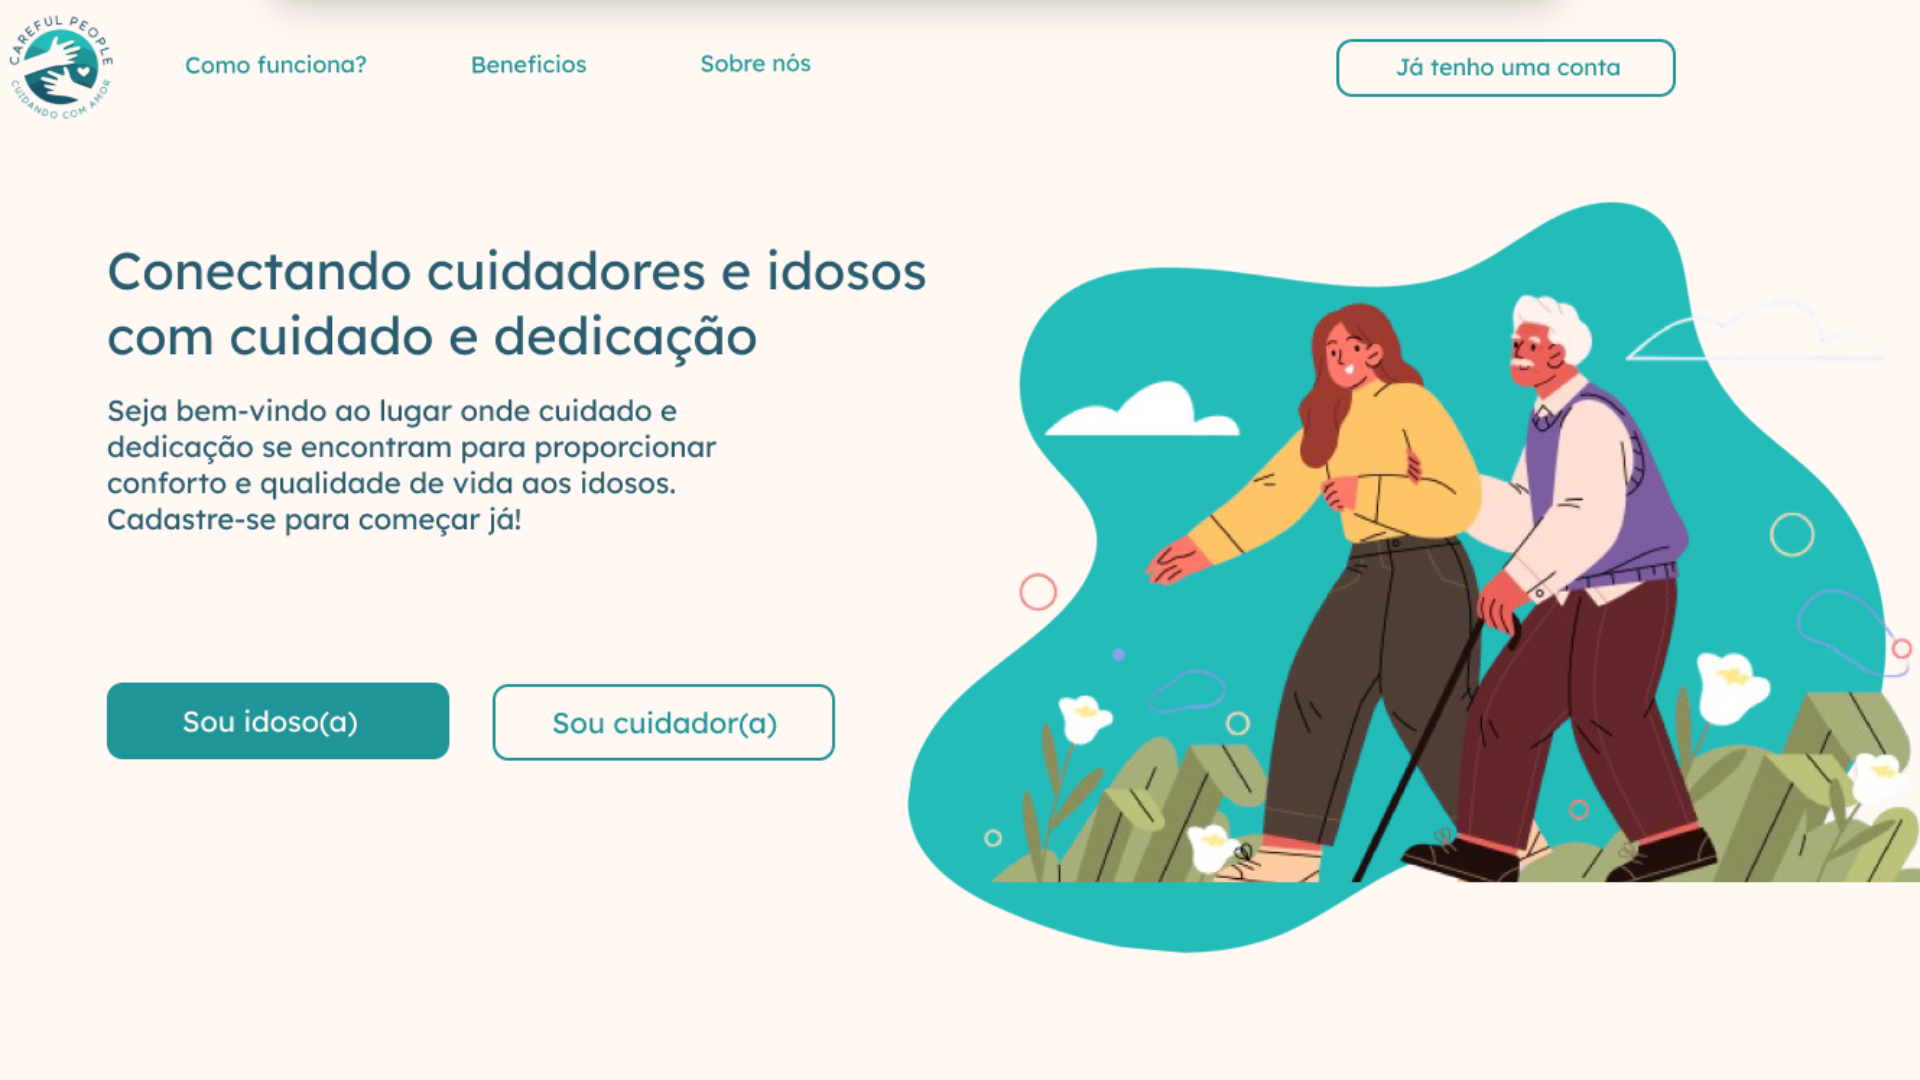 CAREFUL PEOPLE
CUIDANDO COM AMOR
Como funciona?
Beneficios
Sobre nós
Já tenho uma conta
Conectando cuidadores e idosos
com cuidado e dedicação
Seja bem-vindo ao lugar onde cuidado e
dedicação se encontram para proporcionar
conforto e qualidade de vida aos idosos.
Cadastre-se para começar já!
Sou idoso(a)
Sou cuidador(a)